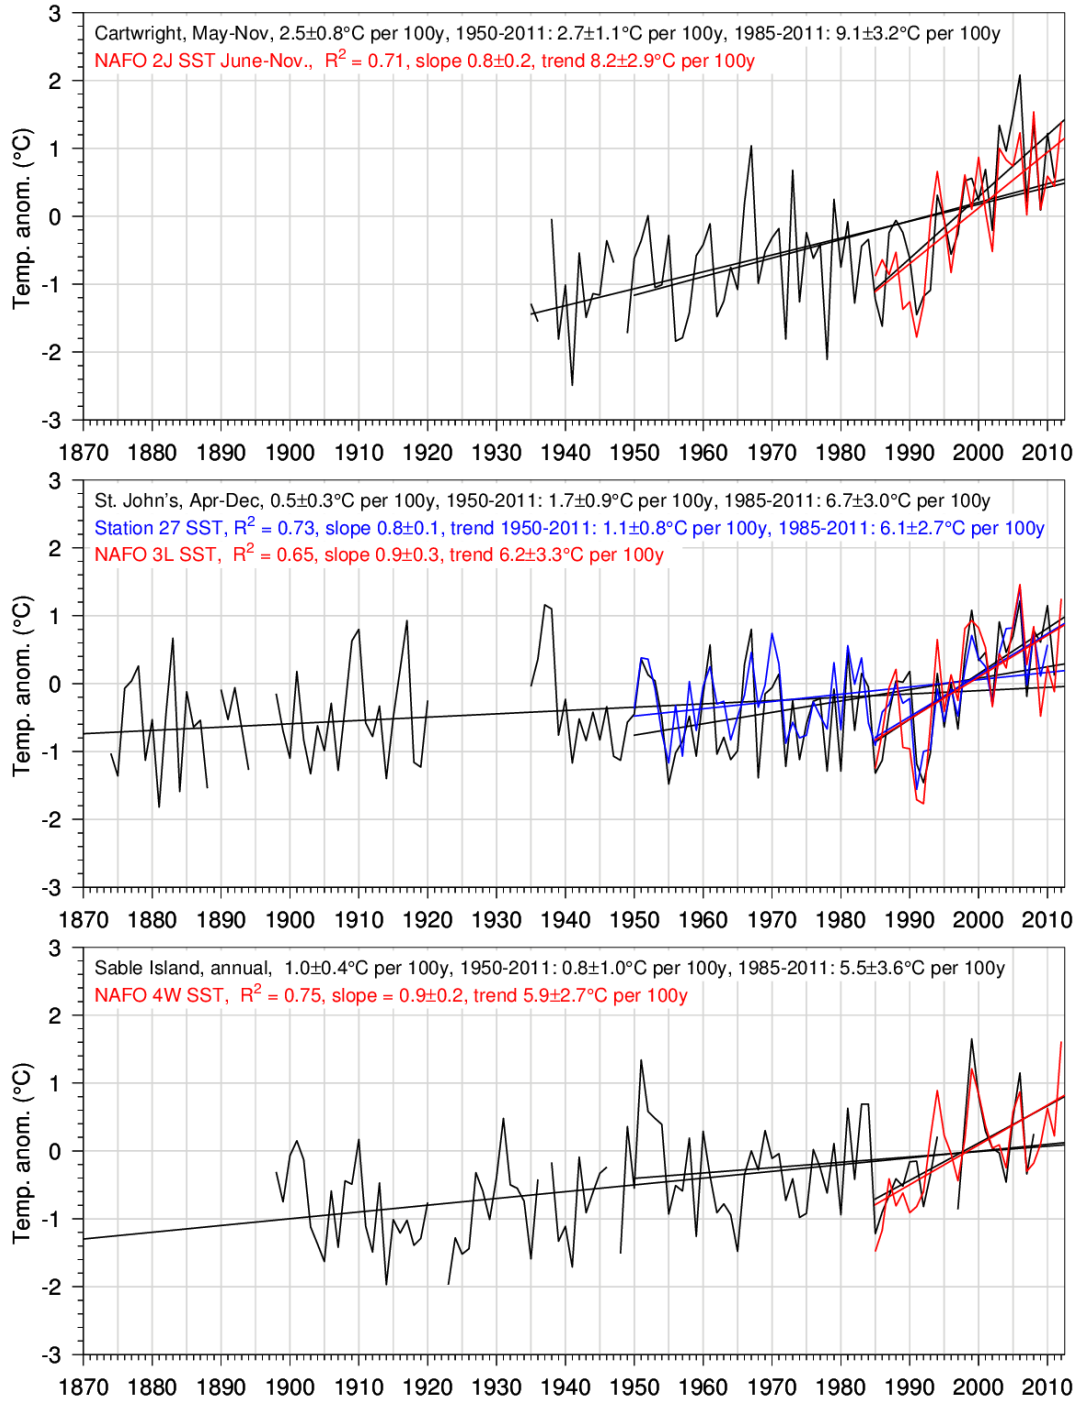 3
Cartwright, May-Nov, 2.5±0.8°C per 100y, 1950-2011: 2.7±1.1°C per 100y, 1985-2011: 9.1±3.2°C per 100y
NAFO 2J SST June-Nov., R² = 0.71, slope 0.8±0.2, trend 8.2±2.9°C per 100y
2
1
0
-1
-2
-3
Temp. anom. (°C)
1870 1880 1890 1900 1910 1920 1930 1940 1950 1960 1970 1980 1990 2000 2010
3
St. John's, Apr-Dec, 0.5±0.3°C per 100y, 1950-2011: 1.7±0.9°C per 100y, 1985-2011: 6.7±3.0°C per 100y
Station 27 SST, R² = 0.73, slope 0.8±0.1, trend 1950-2011: 1.1±0.8°C per 100y, 1985-2011: 6.1±2.7°C per 100y
2
NAFO 3L SST, R² = 0.65, slope 0.9±0.3, trend 6.2±3.3°C per 100y
1
0
-1
-2
-3
Temp. anom. (°C)
1870 1880 1890 1900 1910 1920 1930 1940 1950 1960 1970 1980 1990 2000 2010
3
Sable Island, annual, 1.0±0.4°C per 100y, 1950-2011: 0.8±1.0°C per 100y, 1985-2011: 5.5±3.6°C per 100y
NAFO 4W SST, R² = 0.75, slope = 0.9±0.2, trend 5.9±2.7°C per 100y
2
1
0
-1
-2
-3
Temp. anom. (°C)
1870 1880 1890 1900 1910 1920 1930 1940 1950 1960 1970 1980 1990 2000 2010